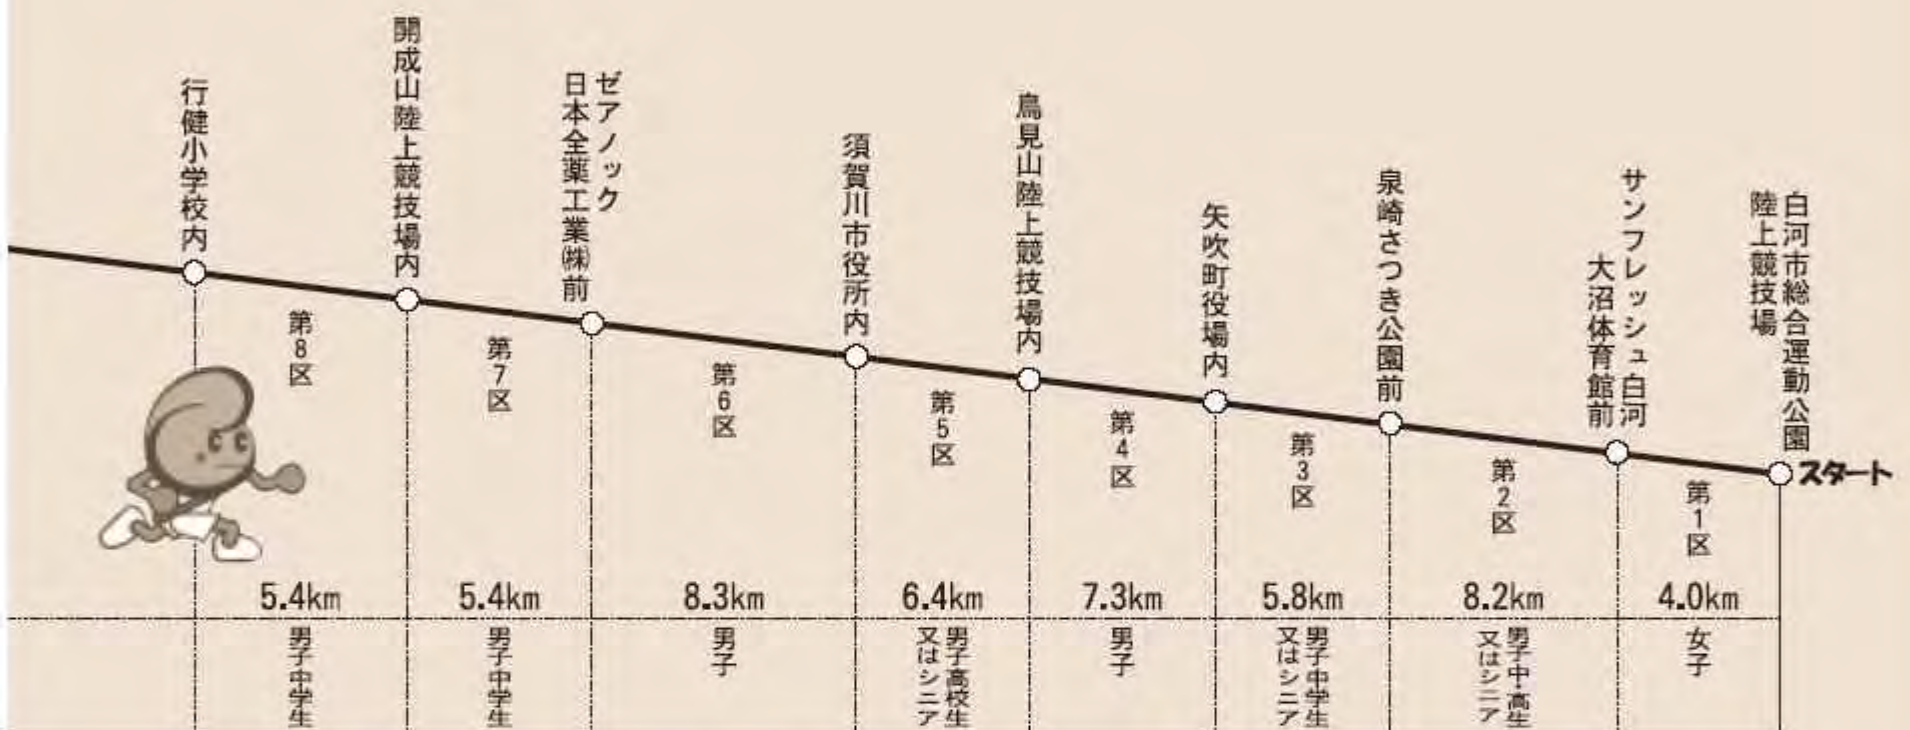 白河市総合運動公園
陸上競技場
スタート
サンフレッシュ白河
大沼体育館前
泉崎さつき公園前
矢吹町役場内
鳥見山陸上競技場内
須賀川市役所内
ゼアノック
日本全薬工業㈱前
開成山陸上競技場内
行健小学校内
第1区
第2区
第3区
第4区
第5区
第6区
第7区
第8区
4.0km
8.2km
5.8km
7.3km
6.4km
8.3km
5.4km
5.4km
女子
男子中・高生
又はシニア
男子中学生
又はシニア
男子
男子高校生
又はシニア
男子
男子中学生
男子中学生